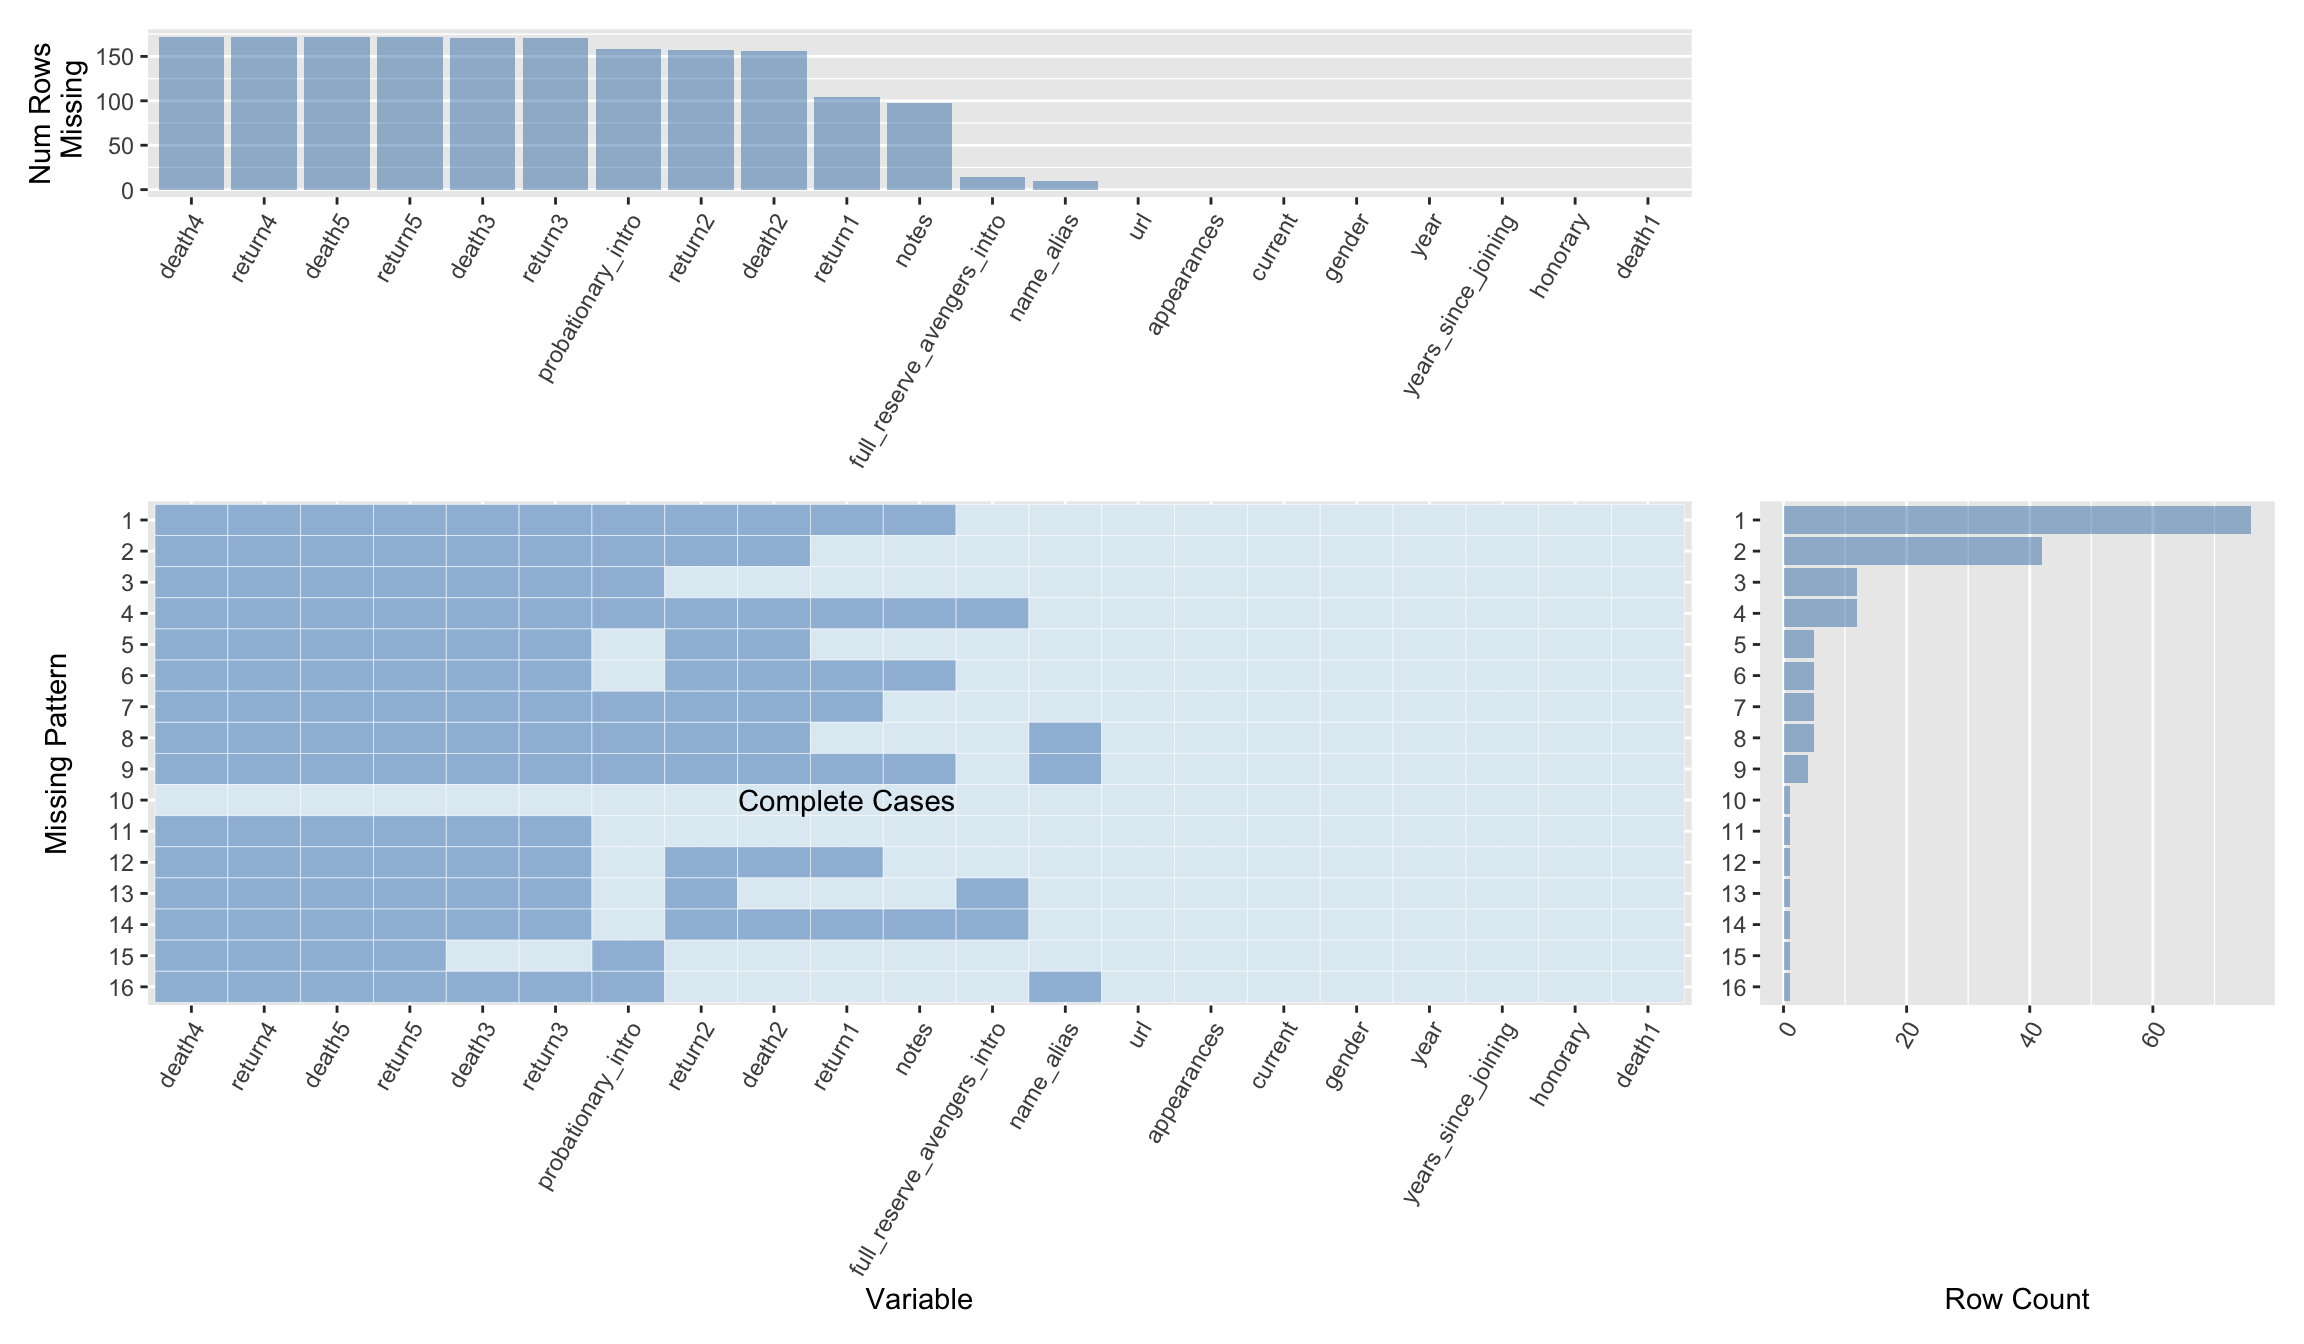 Num Rows
Missing
150
100
50
0
death4
return4
death5
return5
death3
return3
probationary_intro
return2
death2
return1
notes
full_reserve_avengers_intro
name_alias
url
appearances
current
gender
year
years_since_joining
honorary
death1
Missing Pattern
1
2
3
4
5
6
7
8
9
10
11
12
13
14
15
16
Complete Cases
death4
return4
death5
return5
death3
return3
probationary_intro
return2
death2
return1
notes
full_reserve_avengers_intro
name_alias
url
appearances
current
gender
year
years_since_joining
honorary
death1
Variable
1
2
3
4
5
6
7
8
9
10
11
12
13
14
15
16
0
20
40
60
Row Count